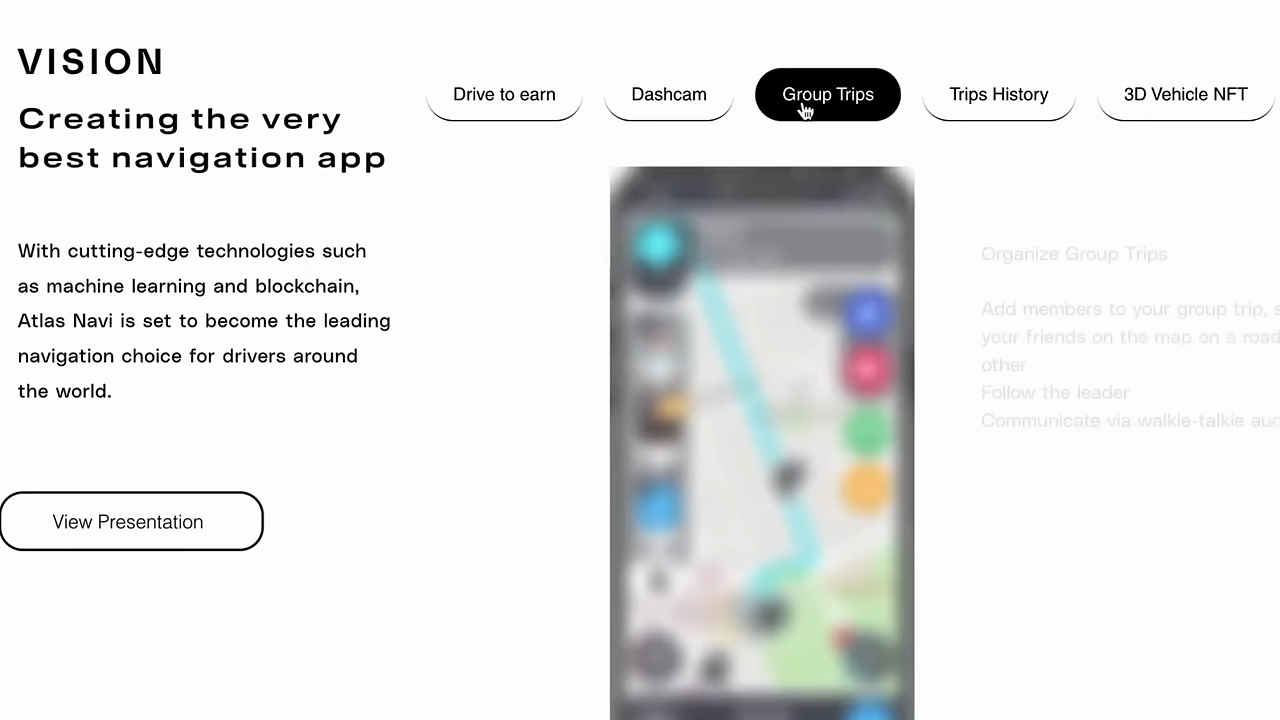 VISION
Creating the very
best navigation app
With cutting-edge technologies such
as machine learning and blockchain,
Atlas Navi is set to become the leading
navigation choice for drivers around
the world.
View Presentation
Drive to earn
Dashcam
Group Trips
Trips History
3D Vehicle NFT
Organize Group Trips
Add members to your group trip, s
your friends on the map on a road
other
Follow the leader
Communicate via walkie-talkie aud